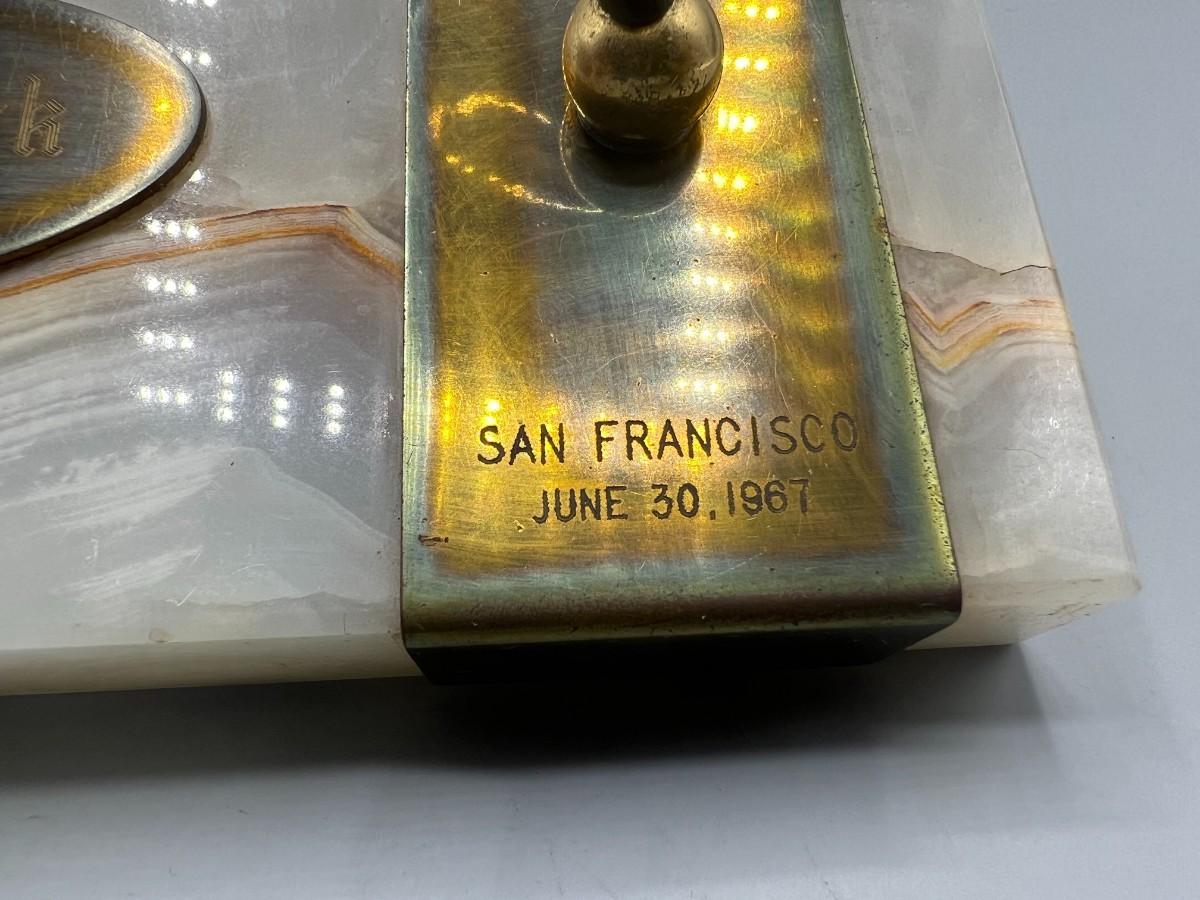 SAN FRANCISCO
JUNE 30, 1967